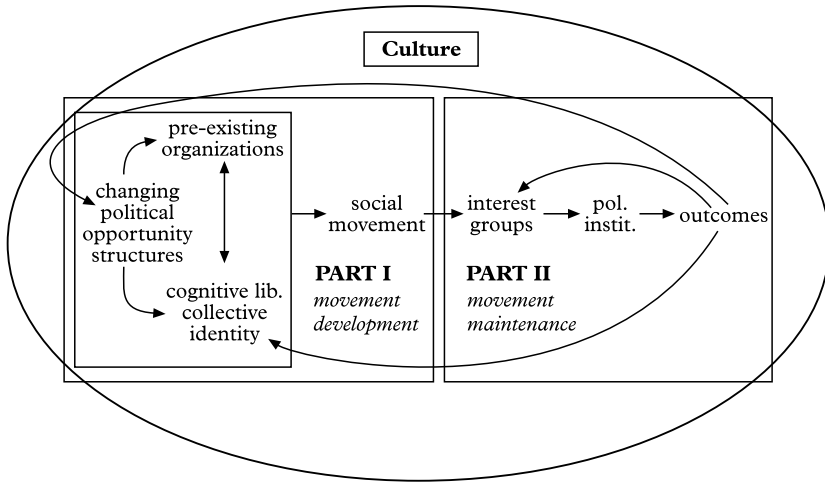 Culture
pre-existing
organizations
changing
political
opportunity
structures
cognitive lib.
collective
identity
social
movement
PART I
movement
development
interest
groups
pol.
instit.
outcomes
PART II
movement
maintenance